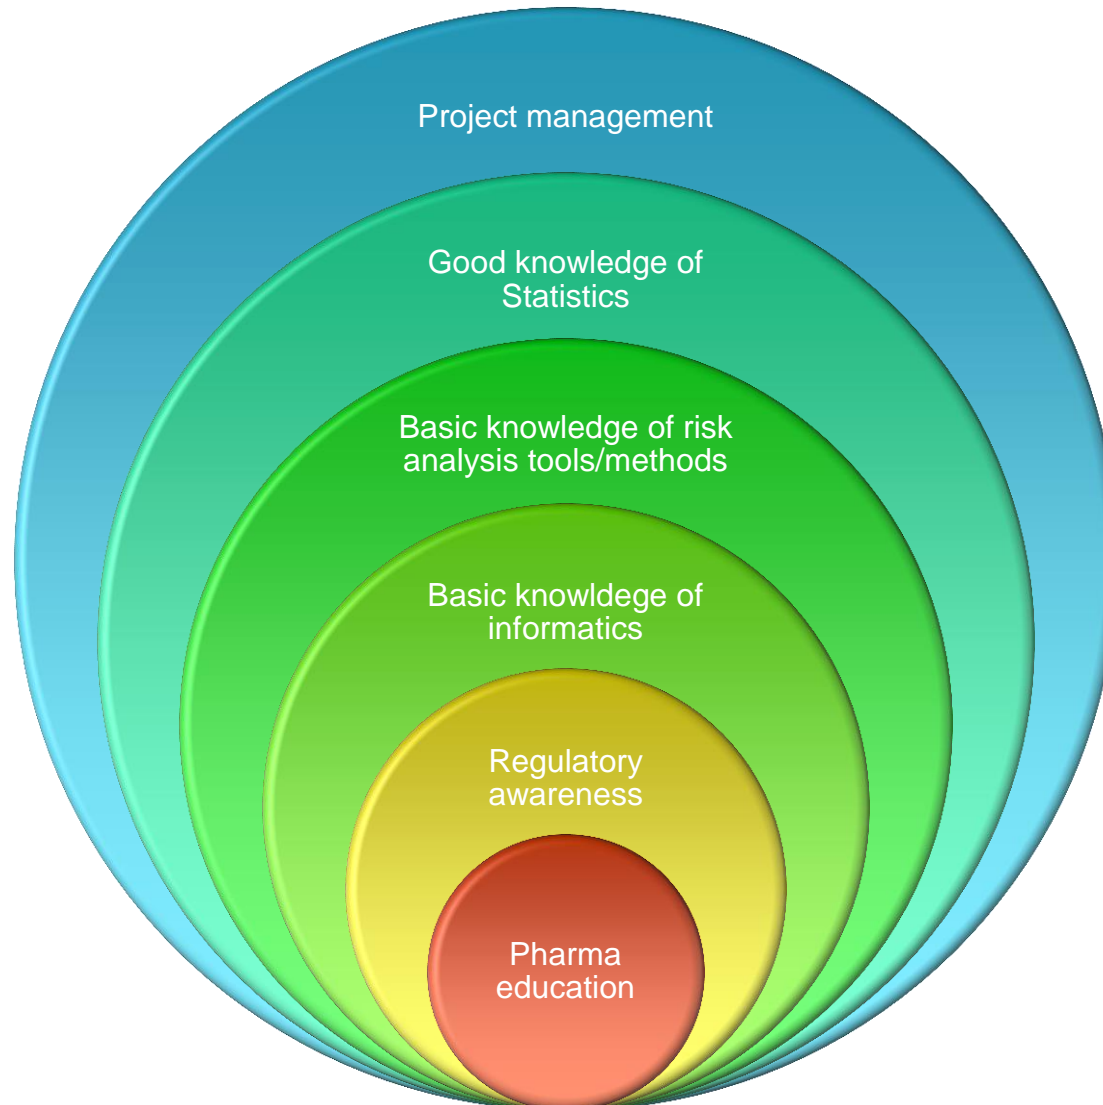 Project management
Good knowledge of
Statistics
Basic knowledge of risk
analysis tools/methods
Basic knowldege of
informatics
Regulatory
awareness
Pharma
education